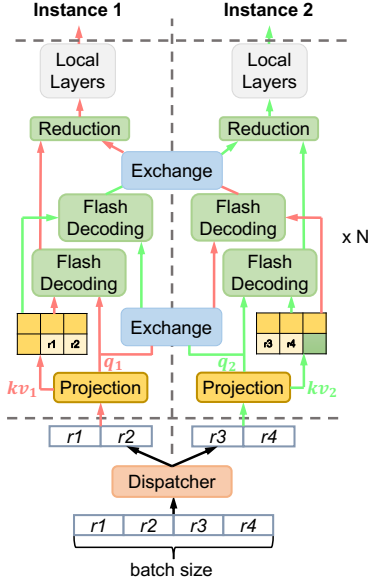 Instance 1 Instance 2
Local
Layers
Local
Layers
Reduction
Reduction
Exchange
Flash
Decoding
Flash
Decoding
x N
Flash
Decoding
Flash
Decoding
r1 r2
Exchange
r3 r4
q₁
q₂
kv₁
Projection
Projection
kv₂
r1 r2
r3 r4
Dispatcher
r1 r2 r3 r4
batch size